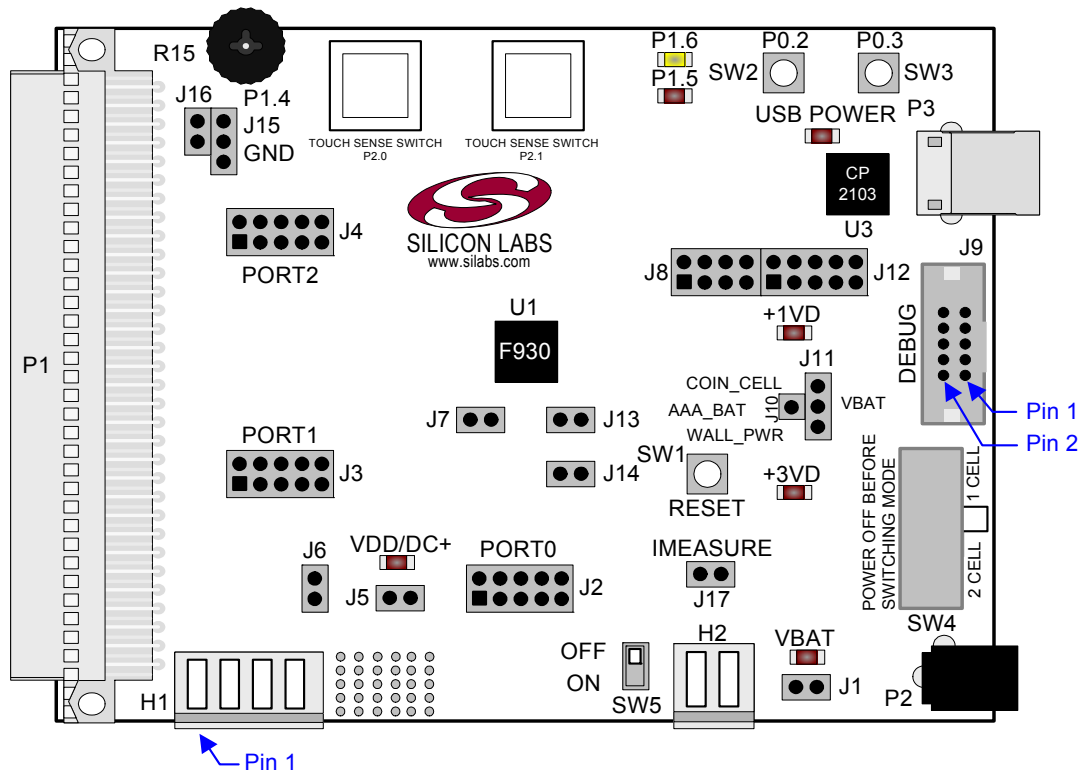 R15
P1.6
P0.2
P0.3
SW2
SW3
P1.5
J16
P1.4
USB POWER
P3
J15
GND
TOUCH SENSE SWITCH
P2.0
TOUCH SENSE SWITCH
P2.1
CP
2103
U3
SILICON LABS
www.silabs.com
J4
PORT2
J8
J12
J9
U1
F930
+1VD
DEBUG
P1
J11
COIN_CELL
AAA_BAT
J10
VBAT
WALL_PWR
Pin 1
Pin 2
J7
J13
PORT1
J3
J14
SW1
RESET
+3VD
POWER OFF BEFORE
SWITCHING MODE
2 CELL
1 CELL
SW4
J6
VDD/DC+
J5
PORT0
J2
IMEASURE
J17
H2
VBAT
OFF
ON
SW5
J1
P2
H1
Pin 1